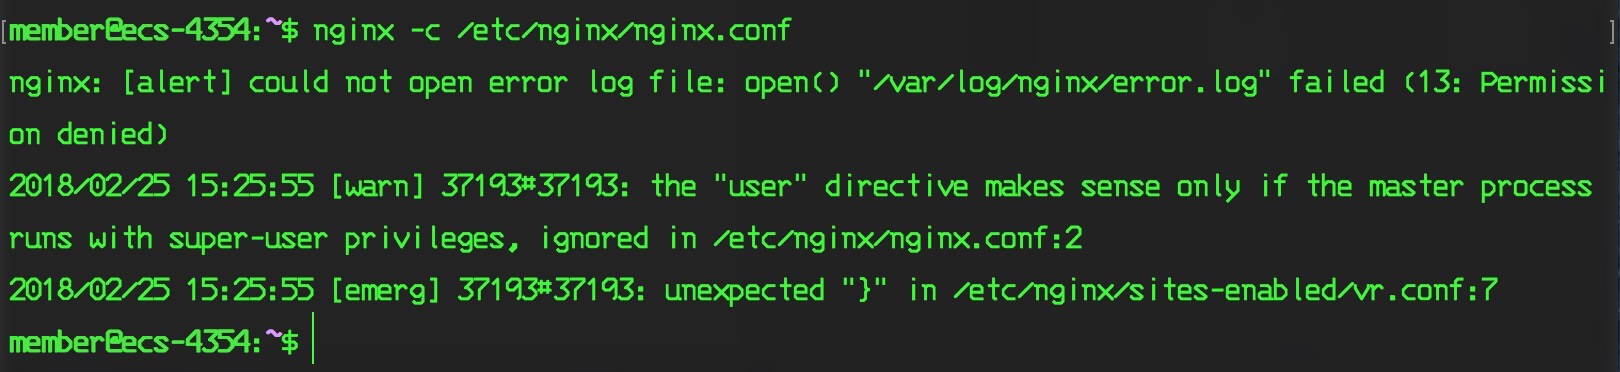 [member@ecs-4354:~$ nginx -c /etc/nginx/nginx.conf ]
nginx: [alert] could not open error log file: open() "/var/log/nginx/error.log" failed (13: Permissi
on denied)
2018/02/25 15:25:55 [warn] 37193#37193: the "user" directive makes sense only if the master process
runs with super-user privileges, ignored in /etc/nginx/nginx.conf:2
2018/02/25 15:25:55 [emerg] 37193#37193: unexpected "}" in /etc/nginx/sites-enabled/vr.conf:7
member@ecs-4354:~$